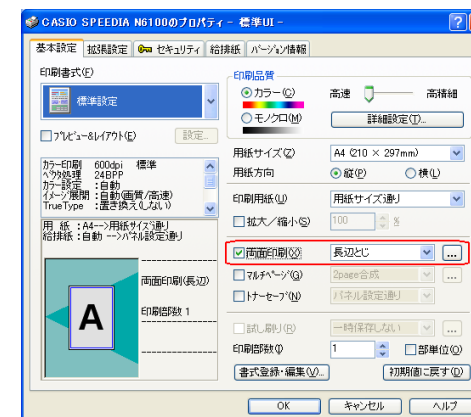 CASIO SPEEDIA N6100のプロパティ - 標準UI -
基本設定 拡張設定 セキュリティ 給排紙 バージョン情報
印刷書式(F)
標準設定
プレビュー&レイアウト(E) 設定...
カラー印刷 600dpi 標準
ベタ処理 24BPP
カラー設定 :自動
イメージ展開 :自動(画質/高速)
TrueType :置き換え(しない)
用 紙 :A4-->用紙サイズ通り
給排紙 :自動 -->パネル設定通り
両面印刷(長辺)
印刷部数 1
A
印刷品質
カラー(C) 高速 高精細
モノクロ(M) 詳細設定(T)...
用紙サイズ(Z) A4 (210 × 297mm)
用紙方向 縦(P) 横(L)
印刷用紙(U) 用紙サイズ通り
拡大/縮小(S) 100 %
両面印刷(X) 長辺とじ ...
マルチページ(G) 2page合成 ...
トナーセーブ(N) パネル設定通り
試し刷り(R) 一時保存しない ...
印刷部数(I) 1 部単位(O)
書式登録・編集(V)... 初期値に戻す(D)
OK キャンセル ヘルプ